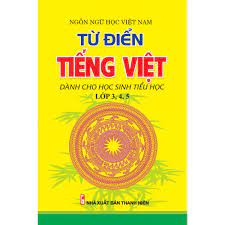 NGÔN NGỮ HỌC VIỆT NAM
TỪ ĐIỂN
TIẾNG VIỆT
DÀNH CHO HỌC SINH TIỂU HỌC
LỚP 3, 4, 5
NHÀ XUẤT BẢN THANH NIÊN